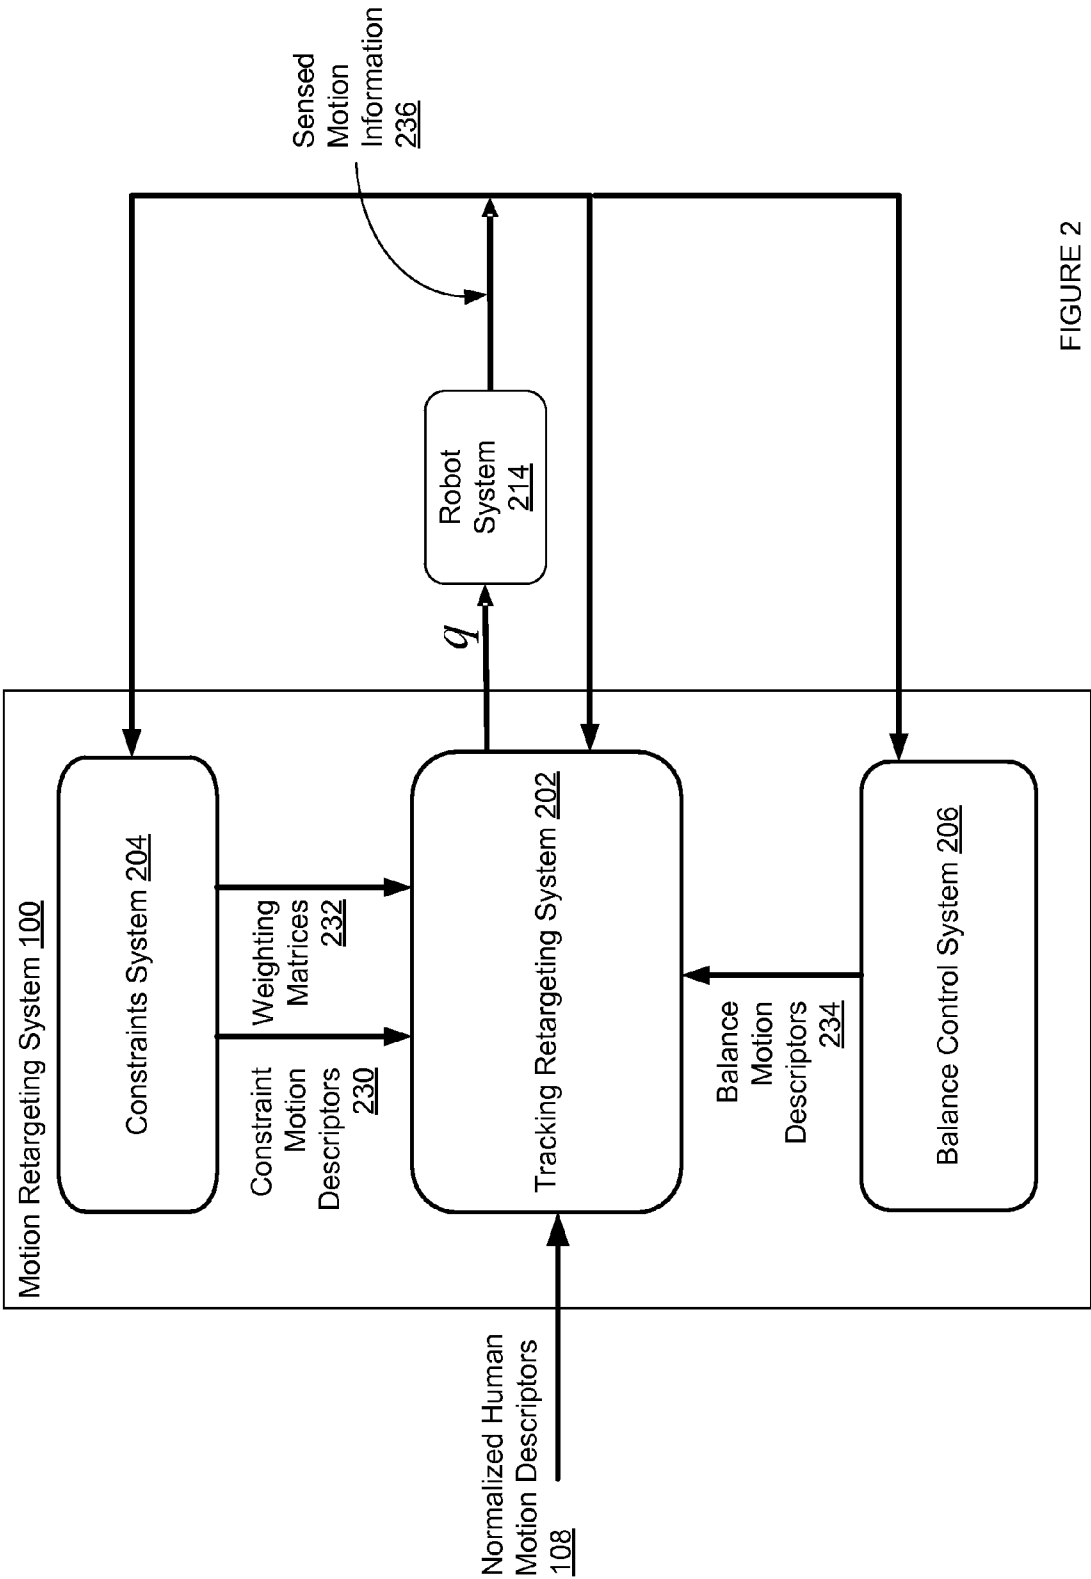 Motion Retargeting System 100
Constraints System 204
Constraint
Motion
Descriptors
230
Weighting
Matrices
232
Normalized Human
Motion Descriptors
108
Tracking Retargeting System 202
q
Robot
System
214
Sensed
Motion
Information
236
Balance
Motion
Descriptors
234
Balance Control System 206
FIGURE 2